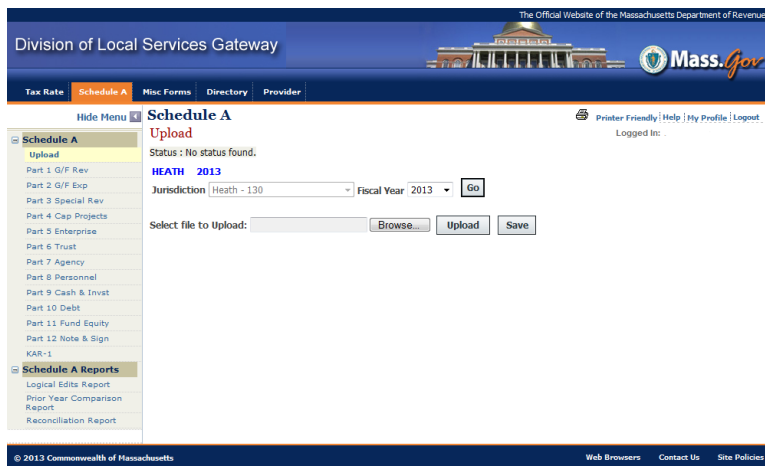 The Official Website of the Massachusetts Department of Revenue
Division of Local Services Gateway
Mass.Gov
Tax Rate Schedule A Misc Forms Directory Provider
Hide Menu
Schedule A
Printer Friendly Help My Profile Logout
Upload
Logged In:
Status : No status found.
HEATH 2013
Jurisdiction Heath - 130 Fiscal Year 2013 Go
Select file to Upload: Browse... Upload Save
Schedule A
Upload
Part 1 G/F Rev
Part 2 G/F Exp
Part 3 Special Rev
Part 4 Cap Projects
Part 5 Enterprise
Part 6 Trust
Part 7 Agency
Part 8 Personnel
Part 9 Cash & Invst
Part 10 Debt
Part 11 Fund Equity
Part 12 Note & Sign
KAR-1
Schedule A Reports
Logical Edits Report
Prior Year Comparison
Report
Reconciliation Report
© 2013 Commonwealth of Massachusetts
Web Browsers Contact Us Site Policies